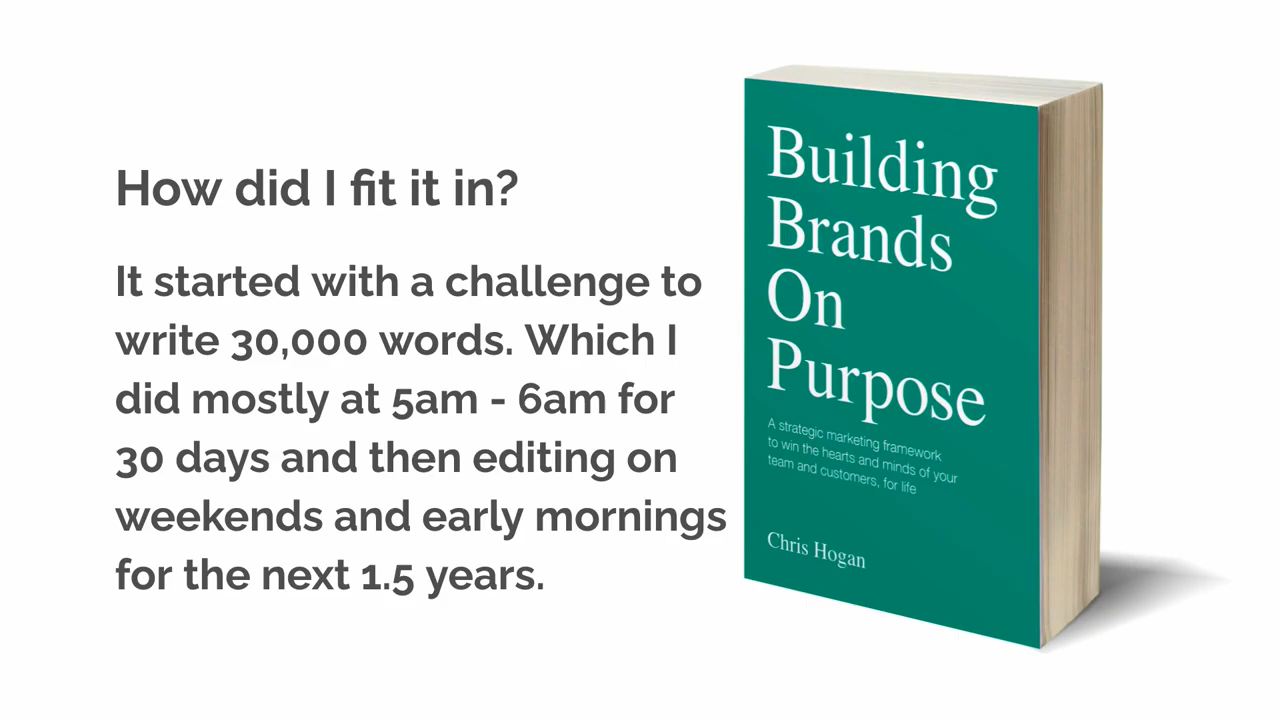 How did I fit it in?
It started with a challenge to
write 30,000 words. Which I
did mostly at 5am - 6am for
30 days and then editing on
weekends and early mornings
for the next 1.5 years.
Building
Brands
On
Purpose
A strategic marketing framework
to win the hearts and minds of your
team and customers, for life
Chris Hogan